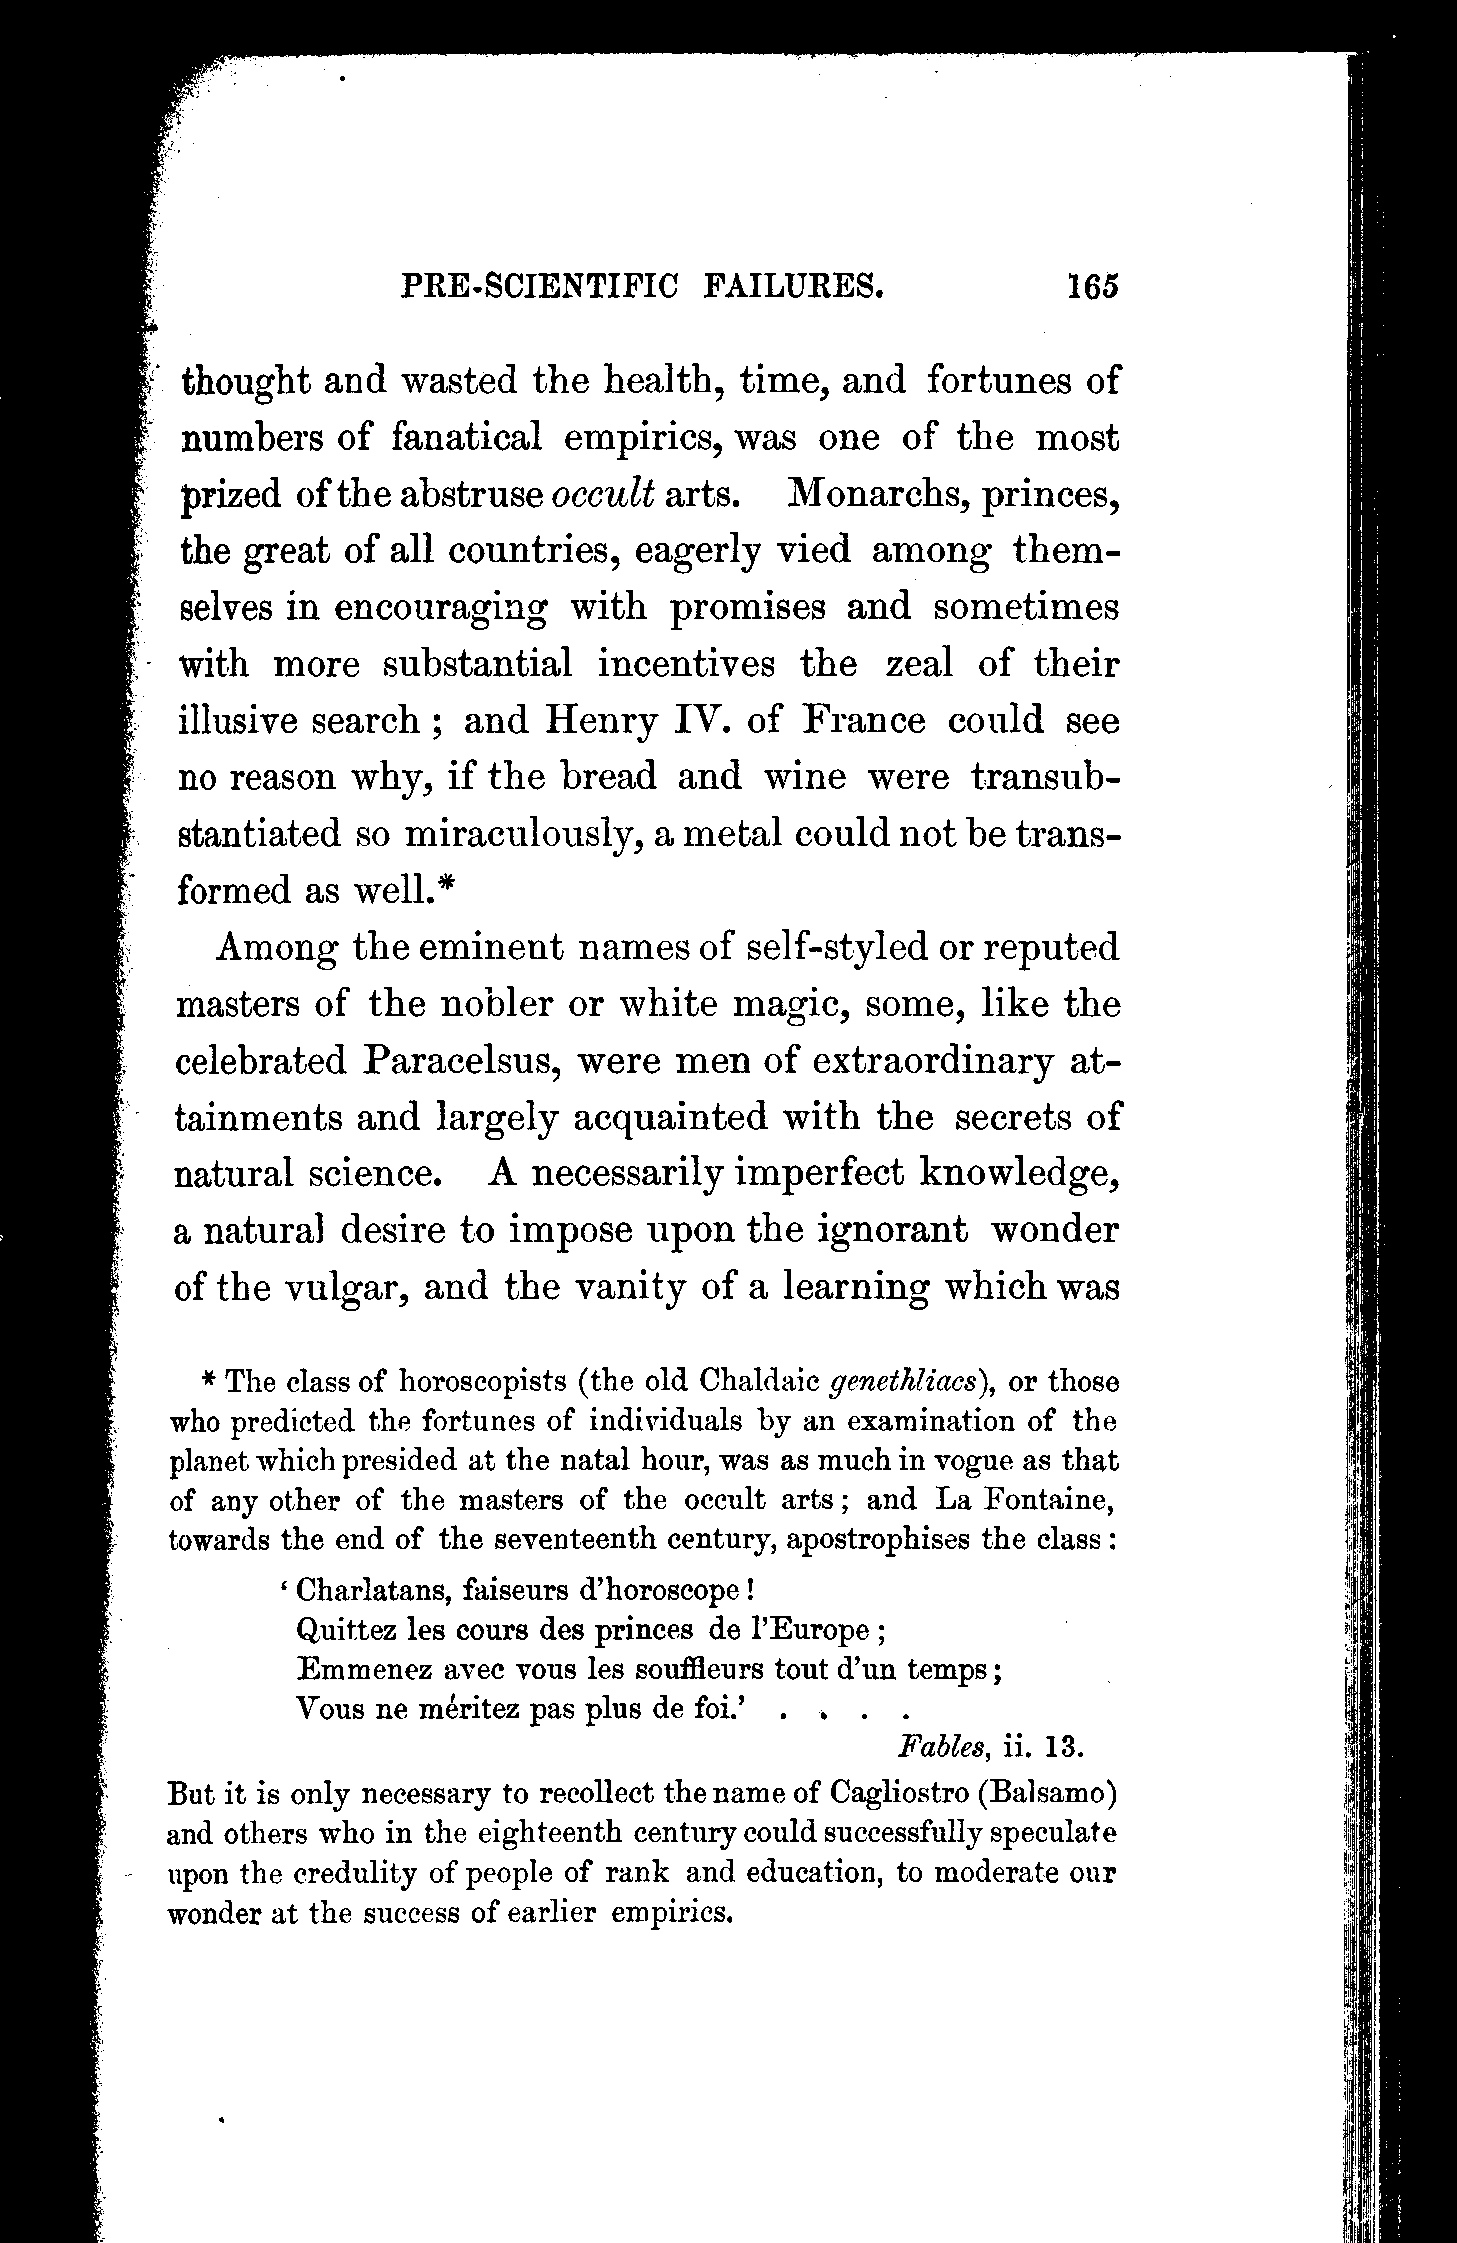 PRE-SCIENTIFIC FAILURES. 165
thought and wasted the health, time, and fortunes of
numbers of fanatical empirics, was one of the most
prized of the abstruse occult arts. Monarchs, princes,
the great of all countries, eagerly vied among them-
selves in encouraging with promises and sometimes
with more substantial incentives the zeal of their
illusive search ; and Henry IV. of France could see
no reason why, if the bread and wine were transub-
stantiated so miraculously, a metal could not be trans-
formed as well.*
Among the eminent names of self-styled or reputed
masters of the nobler or white magic, some, like the
celebrated Paracelsus, were men of extraordinary at-
tainments and largely acquainted with the secrets of
natural science. A necessarily imperfect knowledge,
a natural desire to impose upon the ignorant wonder
of the vulgar, and the vanity of a learning which was
* The class of horoscopists (the old Chaldaic genethliacs), or those
who predicted the fortunes of individuals by an examination of the
planet which presided at the natal hour, was as much in vogue as that
of any other of the masters of the occult arts ; and La Fontaine,
towards the end of the seventeenth century, apostrophises the class :
‘ Charlatans, faiseurs d’horoscope !
Quittez les cours des princes de l’Europe ;
Emmenez avec vous les souffleurs tout d’un temps ;
Vous ne méritez pas plus de foi.’ . . . .
Fables, ii. 13.
But it is only necessary to recollect the name of Cagliostro (Balsamo)
and others who in the eighteenth century could successfully speculate
upon the credulity of people of rank and education, to moderate our
wonder at the success of earlier empirics.